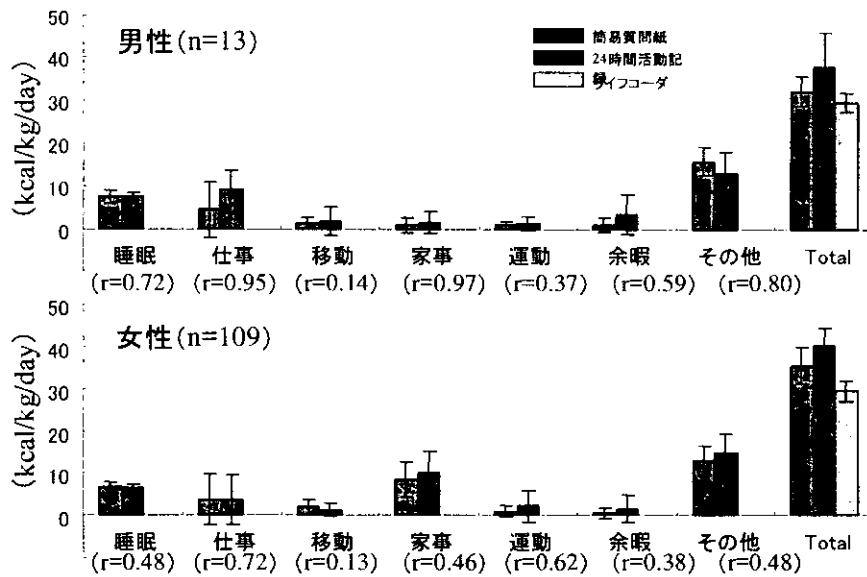 男性(n=13)
簡易質問紙
24時間活動記
録
ライフコーダ
(kcal/kg/day)
50
40
30
20
10
0
睡眠 仕事 移動 家事 運動 余暇 その他 Total
(r=0.72) (r=0.95) (r=0.14) (r=0.97) (r=0.37) (r=0.59) (r=0.80)
女性(n=109)
(kcal/kg/day)
50
40
30
20
10
0
睡眠 仕事 移動 家事 運動 余暇 その他 Total
(r=0.48) (r=0.72) (r=0.13) (r=0.46) (r=0.62) (r=0.38) (r=0.48)